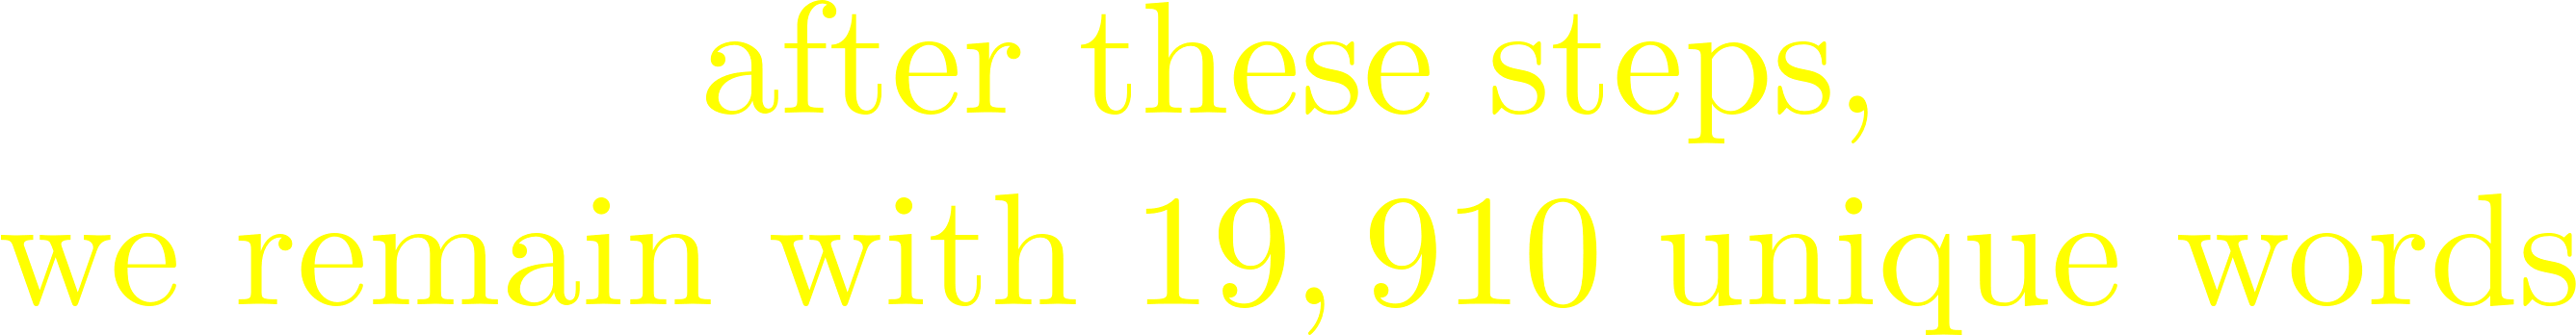 after these steps,
we remain with 19, 910 unique words